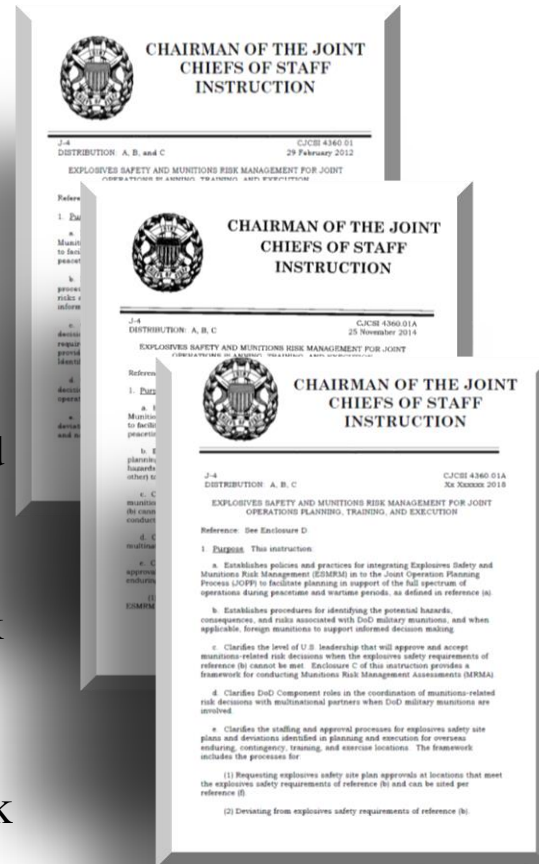 CHAIRMAN OF THE JOINT
CHIEFS OF STAFF
INSTRUCTION
J-4
CJCSI 4360.01
DISTRIBUTION: A, B, and C
29 February 2012
EXPLOSIVES SAFETY AND MUNITIONS RISK MANAGEMENT FOR JOINT
OPERATIONS PLANNING, TRAINING, AND EXECUTION
1.
a.
b.
CHAIRMAN OF THE JOINT
CHIEFS OF STAFF
INSTRUCTION
J-4
CJCSI 4360.01A
DISTRIBUTION: A, B, C
25 November 2014
EXPLOSIVES SAFETY AND MUNITIONS RISK MANAGEMENT FOR JOINT
OPERATIONS PLANNING, TRAINING, AND EXECUTION
1.
CHAIRMAN OF THE JOINT
CHIEFS OF STAFF
INSTRUCTION
J-4
CJCSI 4360.01A
DISTRIBUTION: A, B, C
Xx Xxxxxx 2018
EXPLOSIVES SAFETY AND MUNITIONS RISK MANAGEMENT FOR JOINT
OPERATIONS PLANNING, TRAINING, AND EXECUTION
Reference: See Enclosure D
1. Purpose. This instruction:
a. Establishes policies and practices for integrating Explosives Safety and
Munitions Risk Management (ESMRM) in to the Joint Operation Planning
Process (JOPP) to facilitate planning in support of the full spectrum of
operations during peacetime and wartime periods, as defined in reference (a).
b. Establishes procedures for identifying the potential hazards,
consequences, and risks associated with DoD military munitions, and when
applicable, foreign munitions to support informed decision making.
c. Clarifies the level of U.S. leadership that will approve and accept
munitions-related risk decisions when the explosives safety requirements of
reference (b) cannot be met. Enclosure C of this instruction provides a
framework for conducting Munitions Risk Management Assessments (MRMA).
d. Clarifies DoD Component roles in the coordination of munitions-related
risk decisions with multinational partners when DoD military munitions are
involved.
e. Clarifies the staffing and approval processes for explosives safety site
plans and deviations identified in planning and execution for overseas
enduring, contingency, training, and exercise locations. The framework
includes the processes for:
(1) Requesting explosives safety site plan approvals at locations that meet
the explosives safety requirements of reference (b) and can be sited per
reference (f).
(2) Deviating from explosives safety requirements of reference (b).